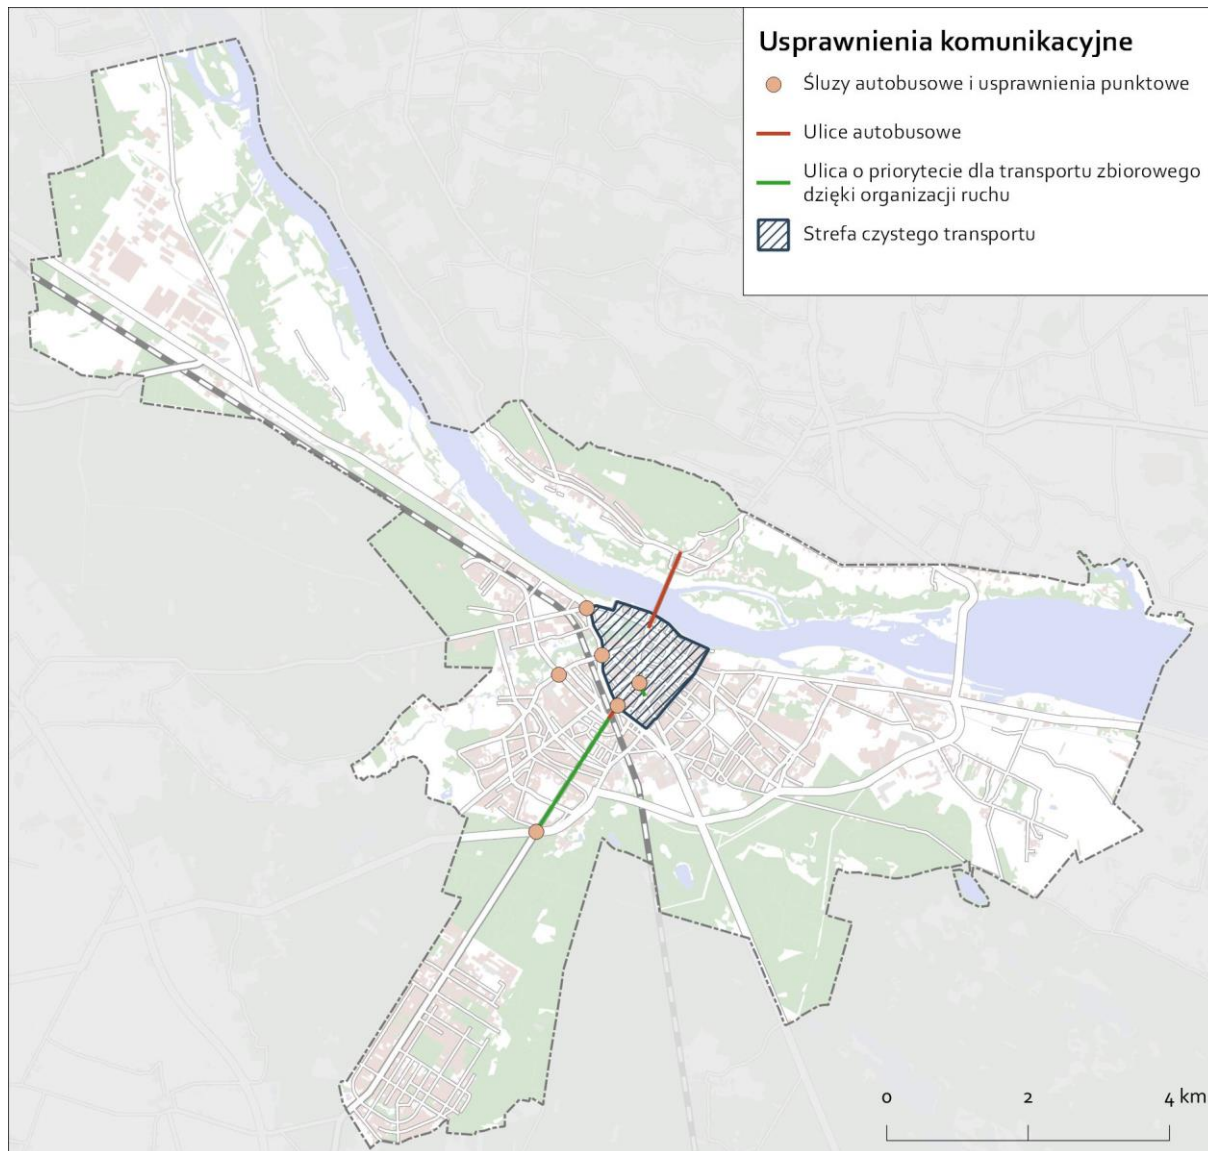 Usprawnienia komunikacyjne
Śluzy autobusowe i usprawnienia punktowe
Ulice autobusowe
Ulica o priorytecie dla transportu zbiorowego
dzięki organizacji ruchu
Strefa czystego transportu
0 2 4 km